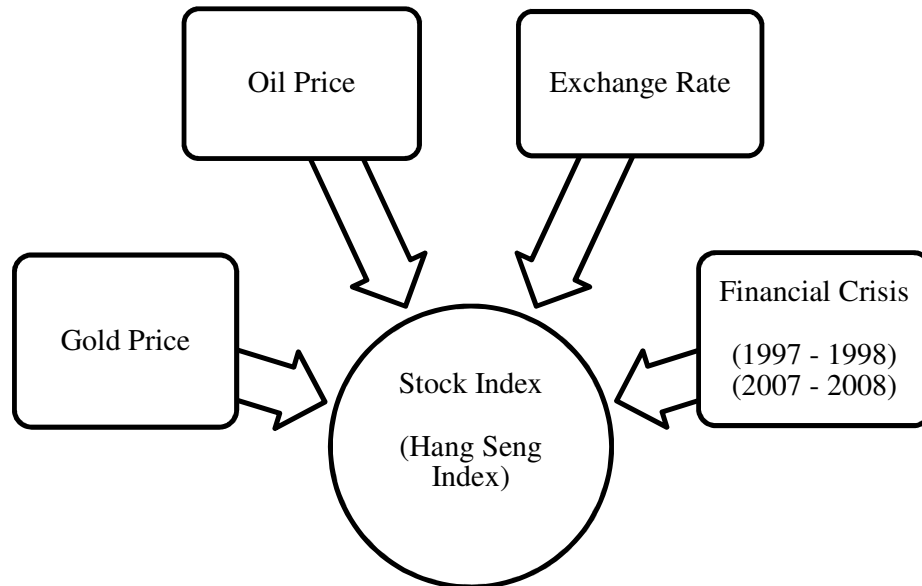 Oil Price
Exchange Rate
Gold Price
Financial Crisis
(1997 - 1998)
(2007 - 2008)
Stock Index
(Hang Seng
Index)